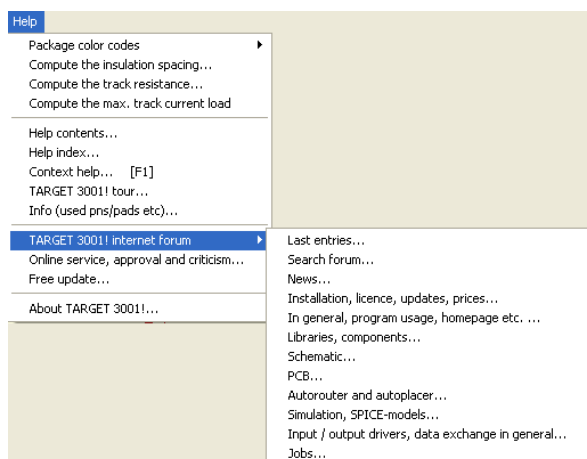 Help
Package color codes
Compute the insulation spacing...
Compute the track resistance...
Compute the max. track current load
Help contents...
Help index...
Context help... [F1]
TARGET 3001! tour...
Info (used pns/pads etc)...
TARGET 3001! internet forum
Online service, approval and criticism...
Free update...
About TARGET 3001!...
Last entries...
Search forum...
News...
Installation, licence, updates, prices...
In general, program usage, homepage etc. ...
Libraries, components...
Schematic...
PCB...
Autorouter and autoplacer...
Simulation, SPICE-models...
Input / output drivers, data exchange in general...
Jobs...